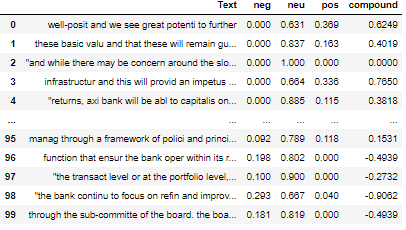 Text neg neu pos compound
0 well-posit and we see great potenti to further 0.000 0.631 0.369 0.6249
1 these basic valu and that these will remain gu... 0.000 0.837 0.163 0.4019
2 "and while there may be concern around the slo... 0.000 1.000 0.000 0.0000
3 infrastructur and this will provid an impetus ... 0.000 0.664 0.336 0.7650
4 "returns, axi bank will be abl to capitalis on... 0.000 0.885 0.115 0.3818
... ... ... ... ... ...
95 manag through a framework of polici and princi... 0.092 0.789 0.118 0.1531
96 function that ensur the bank oper within its r... 0.198 0.802 0.000 -0.4939
97 "the transact level or at the portfolio level,... 0.100 0.900 0.000 -0.2732
98 "the bank continu to focus on refin and improv... 0.293 0.667 0.040 -0.9062
99 through the sub-committe of the board. the boa... 0.181 0.819 0.000 -0.4939